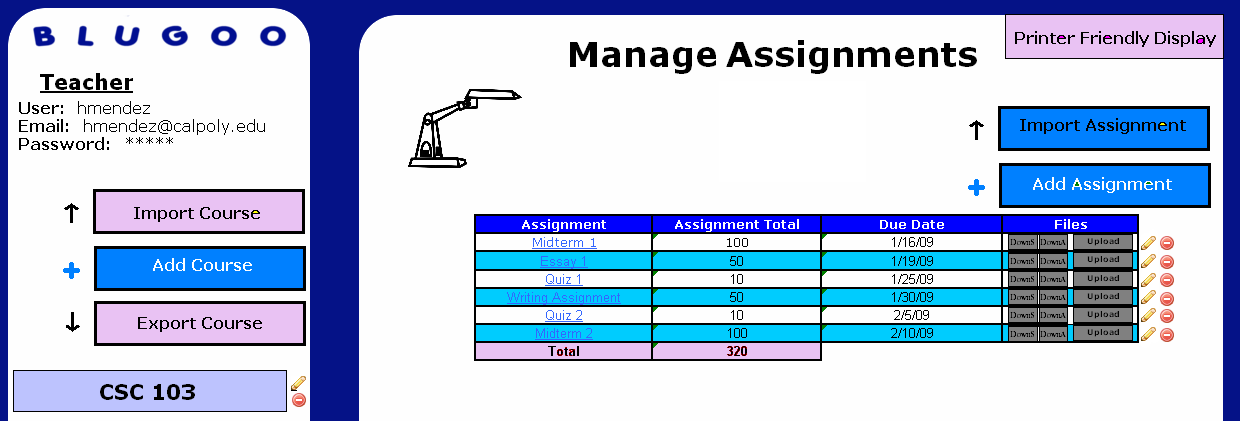 BLUGOO
Teacher
User: hmendez
Email: hmendez@calpoly.edu
Password: *****
Import Course
Add Course
Export Course
CSC 103
Manage Assignments
Printer Friendly Display
Import Assignment
Add Assignment
Assignment Assignment Total Due Date Files
Midterm 1 100 1/16/09 DownS DownA Upload
Essay 1 50 1/19/09 DownS DownA Upload
Quiz 1 10 1/25/09 DownS DownA Upload
Writing Assignment 50 1/30/09 DownS DownA Upload
Quiz 2 10 2/5/09 DownS DownA Upload
Midterm 2 100 2/10/09 DownS DownA Upload
Total 320